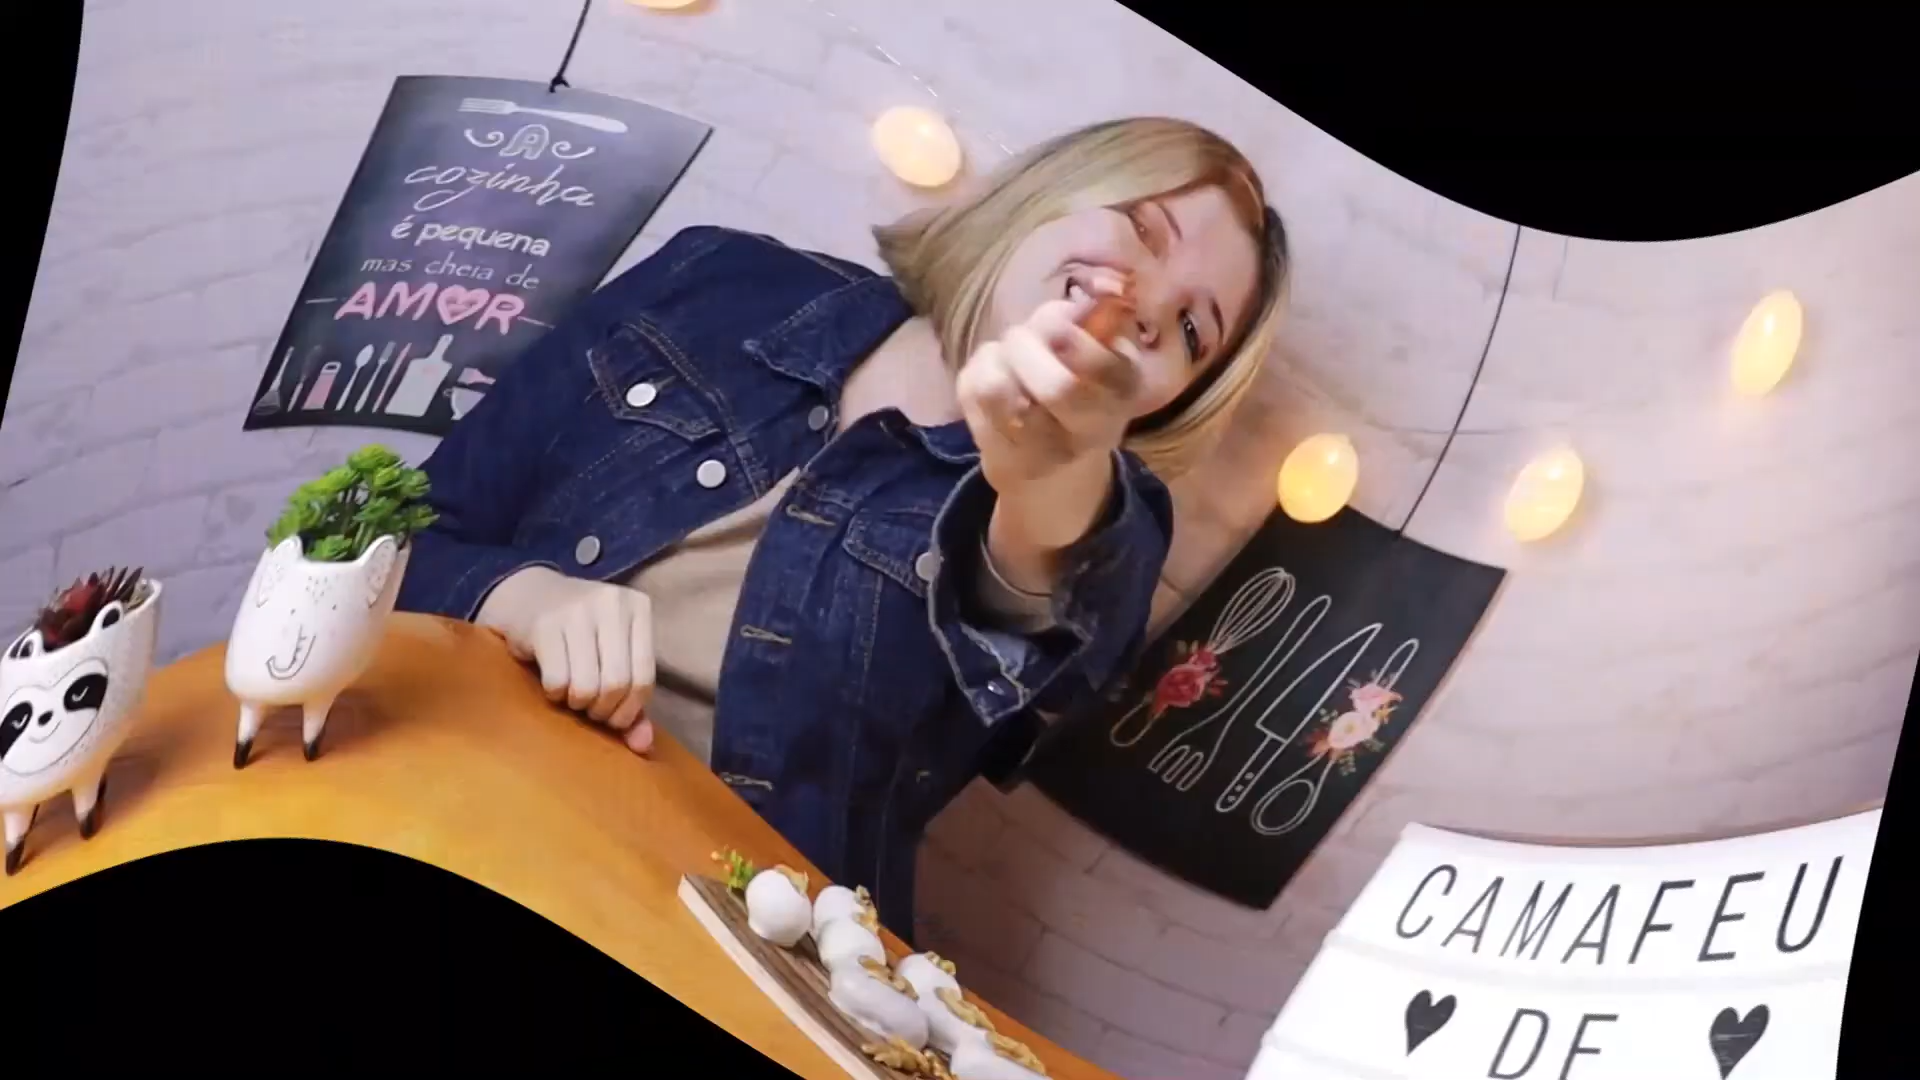 A
cozinha
é pequena
mas cheia de
AMOR
CAMAFEU
DE